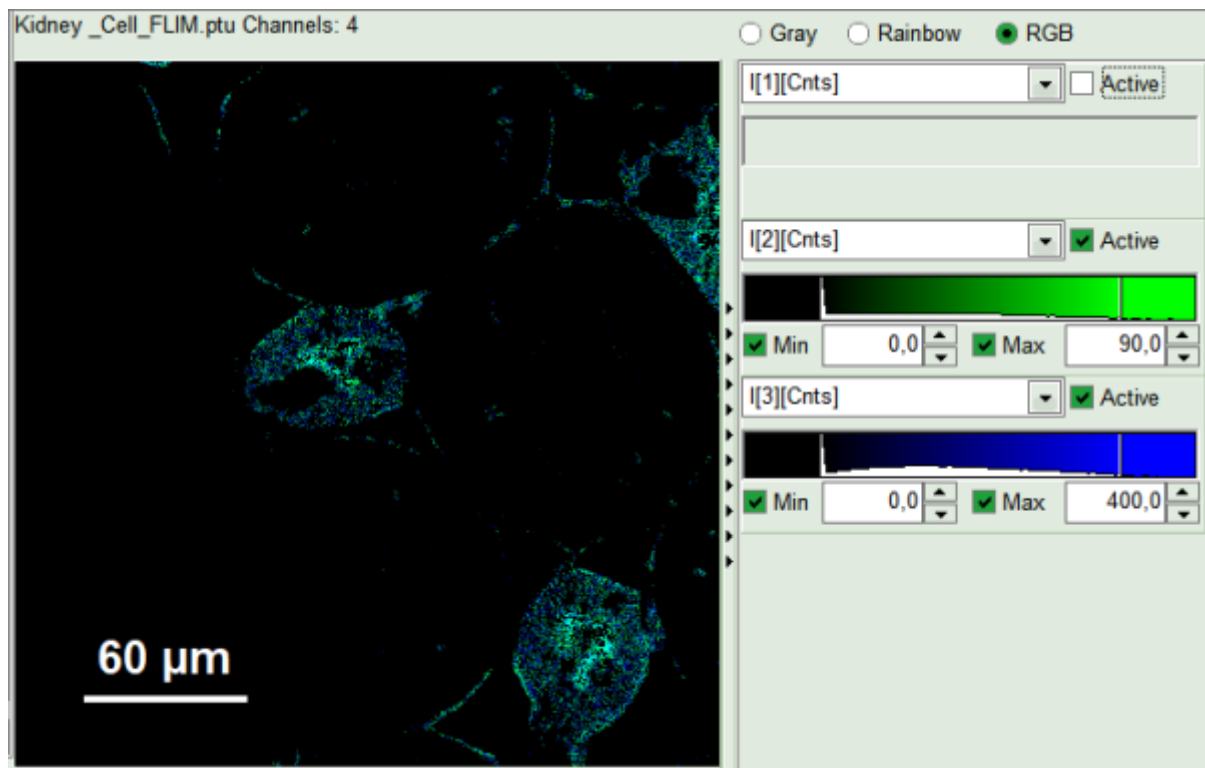 Kidney _Cell_FLIM.ptu Channels: 4
Gray Rainbow RGB
I[1][Cnts] Active
I[2][Cnts] Active
Min 0,0 Max 90,0
I[3][Cnts] Active
Min 0,0 Max 400,0
60 µm